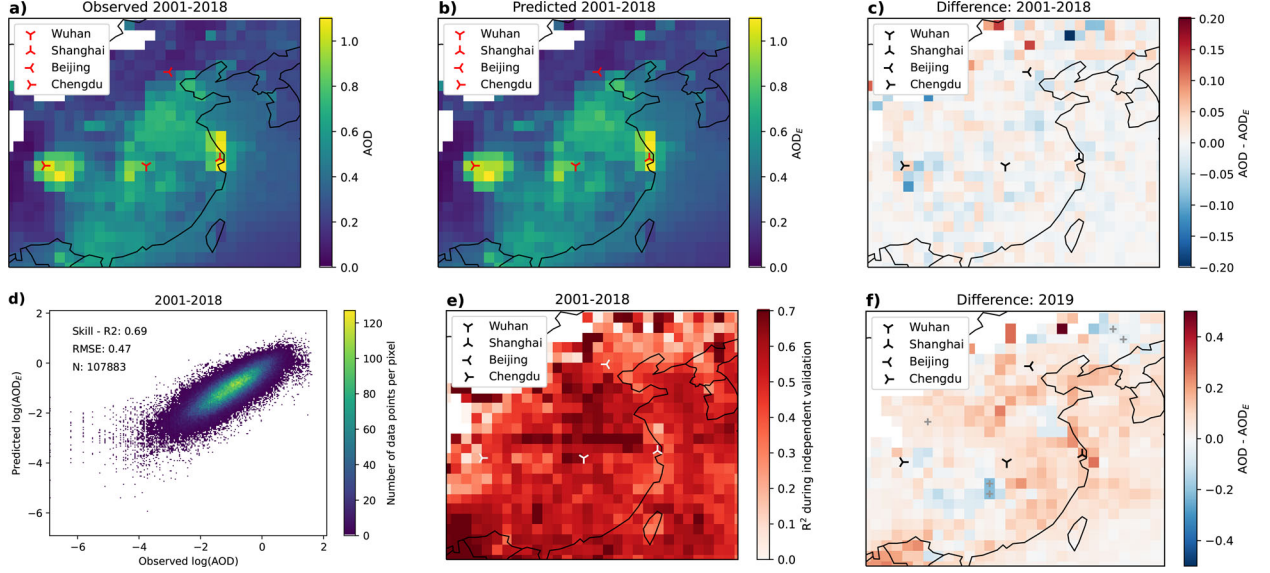 a)
Observed 2001-2018
Wuhan
Shanghai
Beijing
Chengdu
1.0
0.8
0.6
0.4
0.2
0.0
AOD
b)
Predicted 2001-2018
Wuhan
Shanghai
Beijing
Chengdu
1.0
0.8
0.6
0.4
0.2
0.0
AOD_E
c)
Difference: 2001-2018
Wuhan
Shanghai
Beijing
Chengdu
0.20
0.15
0.10
0.05
0.00
−0.05
−0.10
−0.15
−0.20
AOD - AOD_E
d)
2001-2018
Skill - R2: 0.69
RMSE: 0.47
N: 107883
2
0
−2
−4
−6
Predicted log(AOD_E)
−6
−4
−2
0
2
Observed log(AOD)
120
100
80
60
40
20
0
Number of data points per pixel
e)
2001-2018
Wuhan
Shanghai
Beijing
Chengdu
0.7
0.6
0.5
0.4
0.3
0.2
0.1
0.0
R² during independent validation
f)
Difference: 2019
Wuhan
Shanghai
Beijing
Chengdu
0.4
0.2
0.0
−0.2
−0.4
AOD - AOD_E